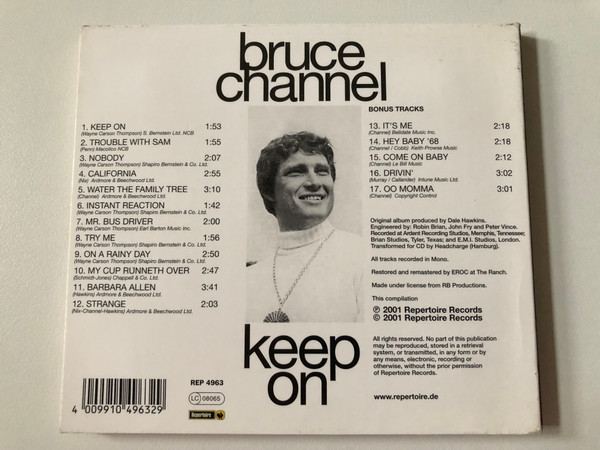 bruce
channel
1. KEEP ON 1:53
(Wayne Carson Thompson) S. Bernstein Ltd. NCB
2. TROUBLE WITH SAM 1:55
(Penn) Macolico NCB
3. NOBODY 2:07
(Wayne Carson Thompson) Shapiro Bernstein & Co. Ltd.
4. CALIFORNIA 2:55
(Nix) Ardmore & Beechwood Ltd.
5. WATER THE FAMILY TREE 3:10
(Channel) Ardmore & Beechwood Ltd.
6. INSTANT REACTION 1:42
(Wayne Carson Thompson) Shapiro Bernstein & Co. Ltd.
7. MR. BUS DRIVER 2:00
(Wayne Carson Thompson) Earl Barton Music Inc.
8. TRY ME 1:56
(Wayne Carson Thompson) Shapiro Bernstein & Co. Ltd.
9. ON A RAINY DAY 2:50
(Wayne Carson Thompson) Shapiro Bernstein & Co. Ltd.
10. MY CUP RUNNETH OVER 2:47
(Schmidt-Jones) Chappell & Co. Ltd.
11. BARBARA ALLEN 3:41
(Hawkins) Ardmore & Beechwood Ltd.
12. STRANGE 2:03
(Nix-Channel-Hawkins) Ardmore & Beechwood Ltd.
BONUS TRACKS
13. IT'S ME 2:18
(Channel) Belldale Music Inc.
14. HEY BABY '68 2:18
(Channel / Cobb) Keith Prowse Music
15. COME ON BABY 2:12
(Channel) Le Bill Music
16. DRIVIN' 3:02
(Murray / Callander) Intune Music Ltd.
17. OO MOMMA 3:01
(Channel) Copyright Control
Original album produced by Dale Hawkins.
Engineered by: Robin Brian, John Fry and Peter Vince.
Recorded at Ardent Recording Studios, Memphis, Tennessee;
Brian Studios, Tyler, Texas; and E.M.I. Studios, London.
Transformed for CD by Headcharge (Hamburg).
All tracks recorded in Mono.
Restored and remastered by EROC at The Ranch.
Made under license from RB Productions.
This compilation
℗ 2001 Repertoire Records
© 2001 Repertoire Records
All rights reserved. No part of this publication
may be reproduced, stored in a retrieval
system, or transmitted, in any form or by
any means, electronic, recording or
otherwise, without the prior permission
of Repertoire Records.
www.repertoire.de
keep
on
REP 4963
LC 08065
Repertoire
4 009910 496329